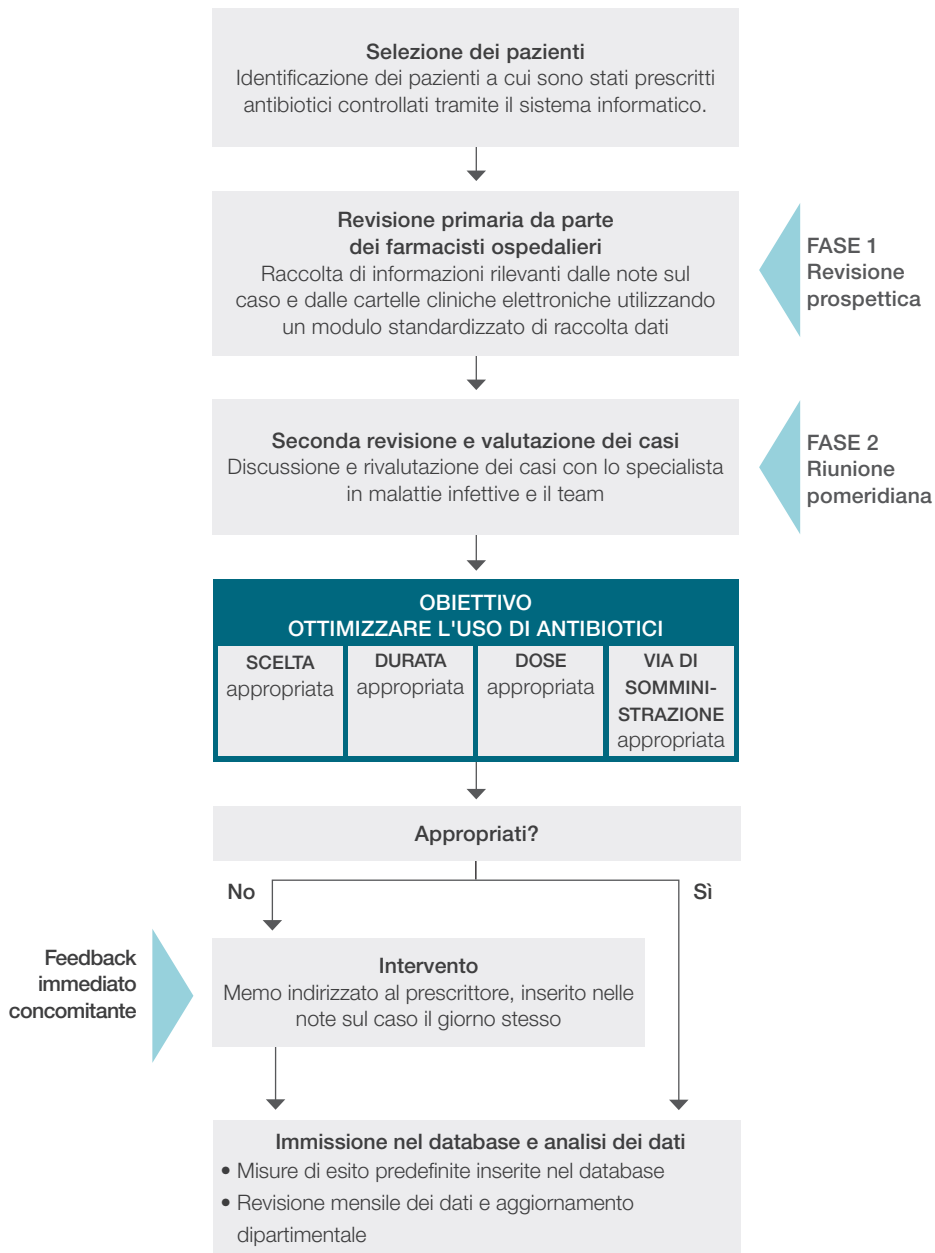 Selezione dei pazienti
Identificazione dei pazienti a cui sono stati prescritti
antibiotici controllati tramite il sistema informatico.
Revisione primaria da parte
dei farmacisti ospedalieri
Raccolta di informazioni rilevanti dalle note sul
caso e dalle cartelle cliniche elettroniche utilizzando
un modulo standardizzato di raccolta dati
FASE 1
Revisione
prospettica
Seconda revisione e valutazione dei casi
Discussione e rivalutazione dei casi con lo specialista
in malattie infettive e il team
FASE 2
Riunione
pomeridiana
OBIETTIVO
OTTIMIZZARE L'USO DI ANTIBIOTICI
SCELTA
appropriata
DURATA
appropriata
DOSE
appropriata
VIA DI
SOMMINI-
STRAZIONE
appropriata
Appropriati?
No
Sì
Feedback
immediato
concomitante
Intervento
Memo indirizzato al prescrittore, inserito nelle
note sul caso il giorno stesso
Immissione nel database e analisi dei dati
• Misure di esito predefinite inserite nel database
• Revisione mensile dei dati e aggiornamento
dipartimentale